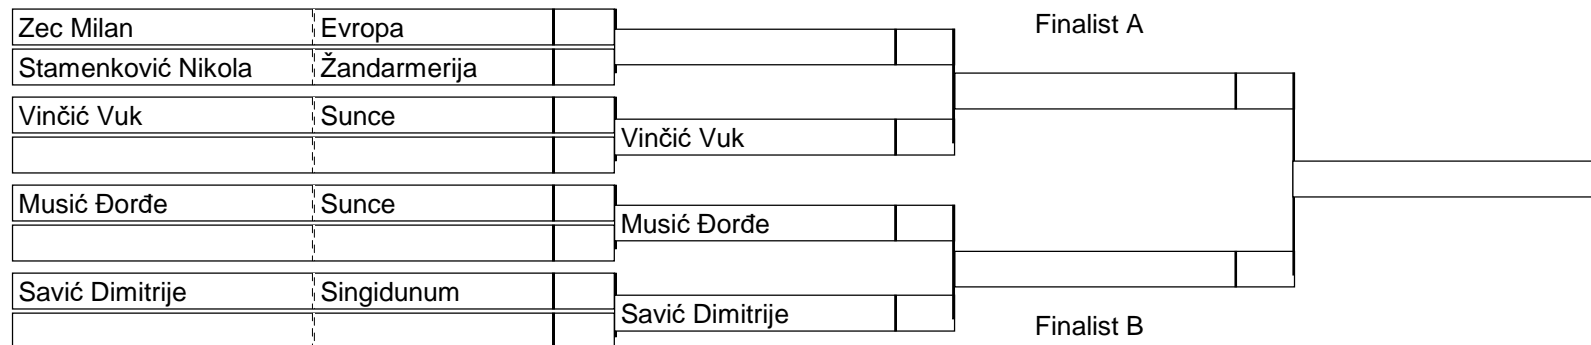 Zec Milan Evropa
Stamenković Nikola Žandarmerija
Vinčić Vuk Sunce
Musić Đorđe Sunce
Savić Dimitrije Singidunum
Vinčić Vuk
Musić Đorđe
Savić Dimitrije
Finalist A
Finalist B